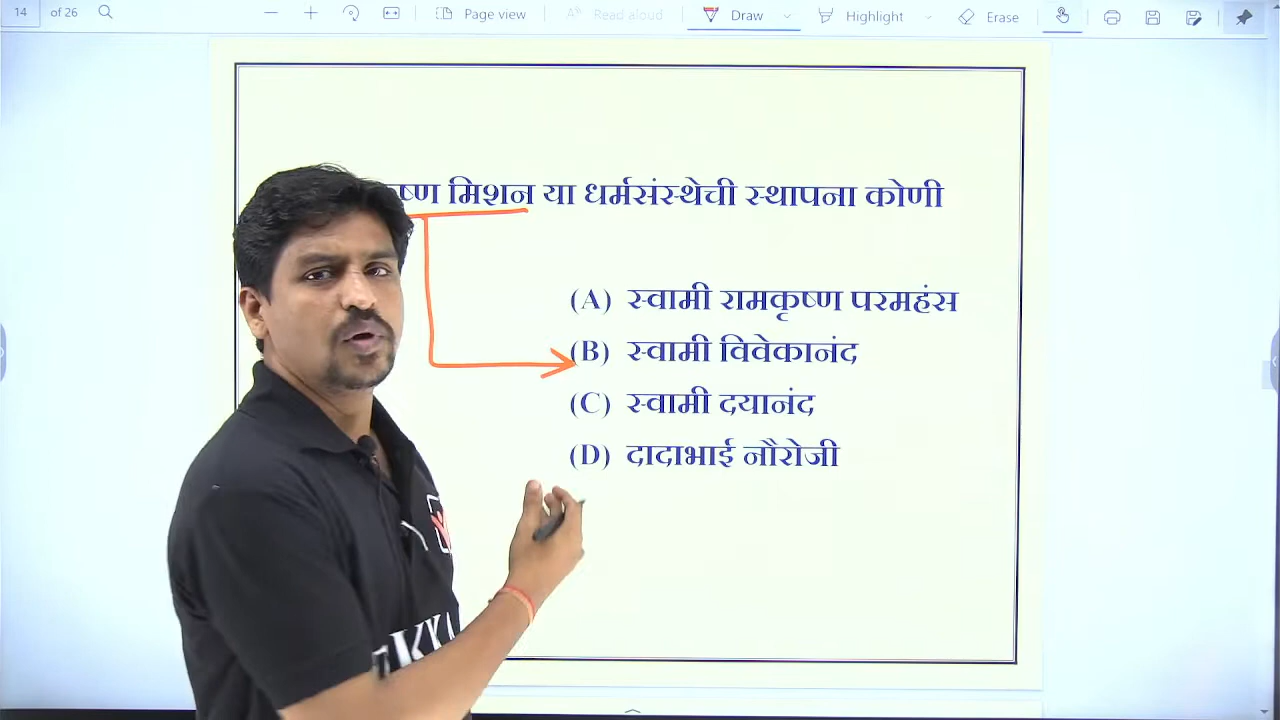 14 of 26 Page view Read aloud Draw Highlight Erase
मिशन या धर्मसंस्थेची स्थापना कोणी
(A) स्वामी रामकृष्ण परमहंस
(B) स्वामी विवेकानंद
(C) स्वामी दयानंद
(D) दादाभाई नौरोजी